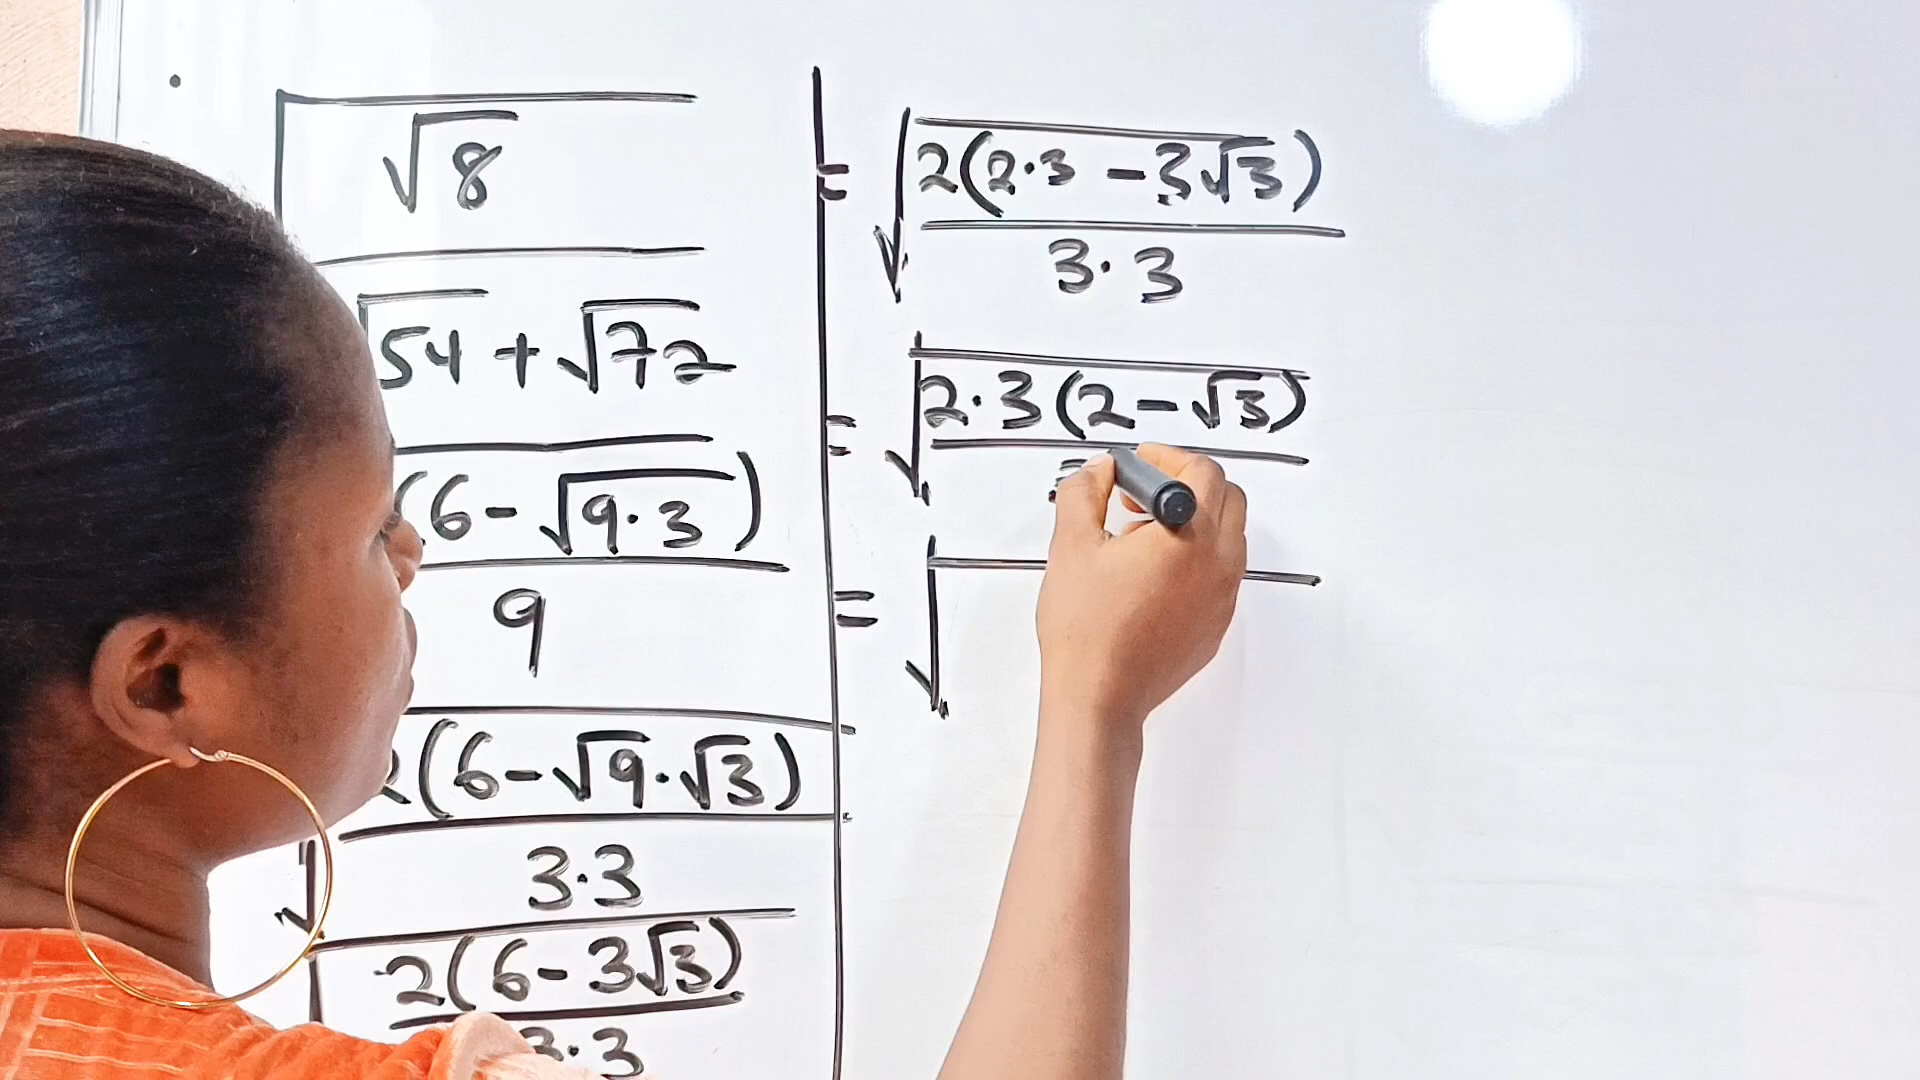 √8
√54 + √72
(6 - √9·3)
9
2(6 - √9·√3)
3·3
2(6 - 3√3)
3·3
= √2(2·3 - 3√3)
3·3
= √2·3(2 - √3)
= √